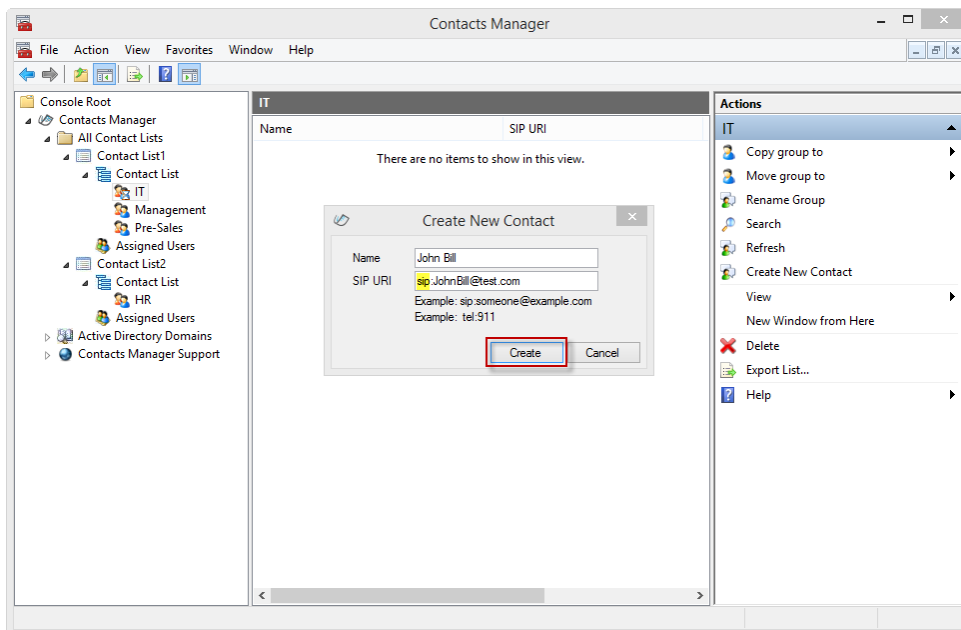 Contacts Manager
File Action View Favorites Window Help
Console Root
Contacts Manager
All Contact Lists
Contact List1
Contact List
IT
Management
Pre-Sales
Assigned Users
Contact List2
Contact List
HR
Assigned Users
Active Directory Domains
Contacts Manager Support
IT
Name SIP URI
There are no items to show in this view.
Create New Contact
Name John Bill
SIP URI sip:JohnBill@test.com
Example: sip:someone@example.com
Example: tel:911
Create Cancel
Actions
IT
Copy group to
Move group to
Rename Group
Search
Refresh
Create New Contact
View
New Window from Here
Delete
Export List...
Help